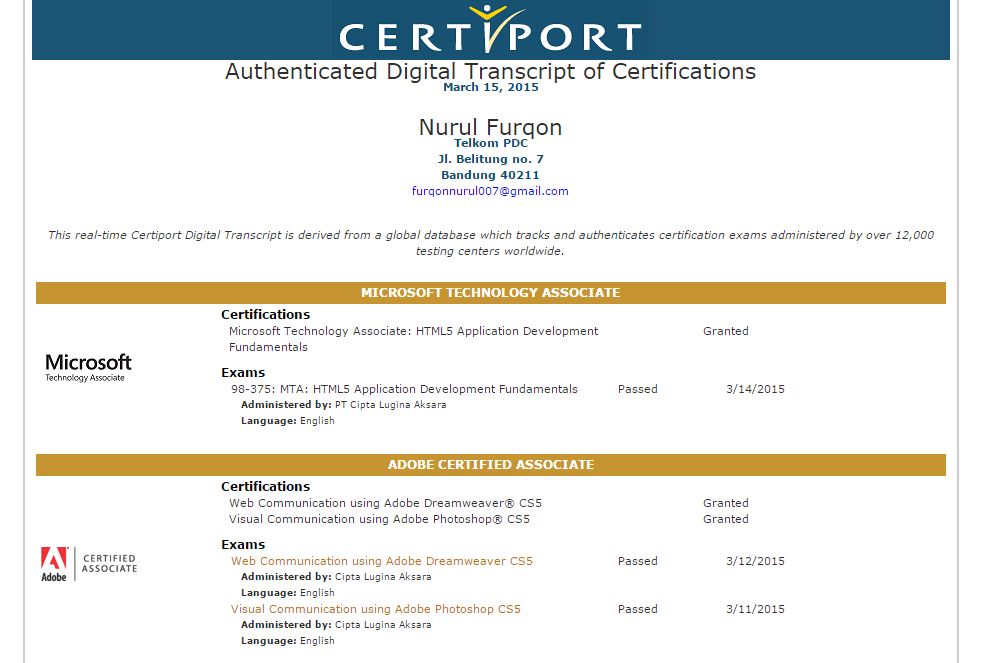 CERTIPORT
Authenticated Digital Transcript of Certifications
March 15, 2015
Nurul Furqon
Telkom PDC
Jl. Belitung no. 7
Bandung 40211
furqonnurul007@gmail.com
This real-time Certiport Digital Transcript is derived from a global database which tracks and authenticates certification exams administered by over 12,000
testing centers worldwide.
MICROSOFT TECHNOLOGY ASSOCIATE
Microsoft
Technology Associate
Certifications
Microsoft Technology Associate: HTML5 Application Development Granted
Fundamentals
Exams
98-375: MTA: HTML5 Application Development Fundamentals Passed 3/14/2015
Administered by: PT Cipta Lugina Aksara
Language: English
ADOBE CERTIFIED ASSOCIATE
Adobe
CERTIFIED
ASSOCIATE
Certifications
Web Communication using Adobe Dreamweaver® CS5 Granted
Visual Communication using Adobe Photoshop® CS5 Granted
Exams
Web Communication using Adobe Dreamweaver CS5 Passed 3/12/2015
Administered by: Cipta Lugina Aksara
Language: English
Visual Communication using Adobe Photoshop CS5 Passed 3/11/2015
Administered by: Cipta Lugina Aksara
Language: English